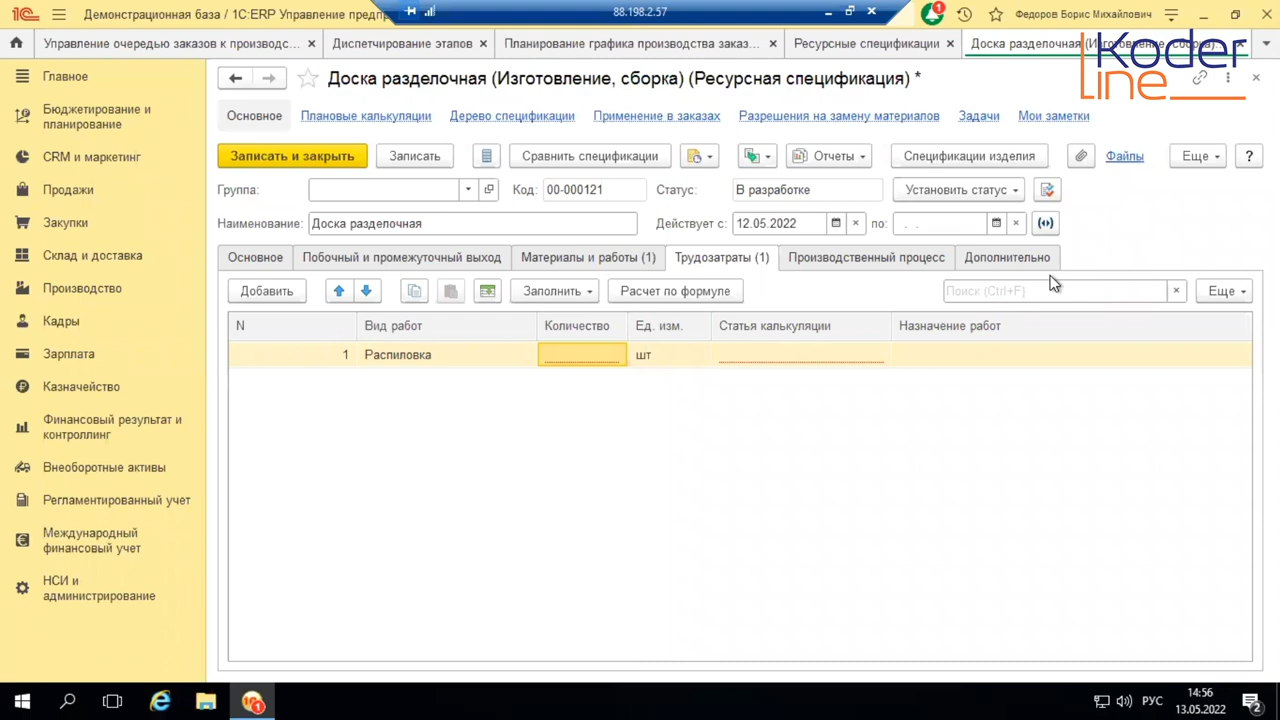 1С Демонстрационная база / 1С:ERP Управление предпр
88.198.2.57
1
Федоров Борис Михайлович
Управление очередью заказов к производс...
Диспетчирование этапов
Планирование графика производства заказ...
Ресурсные спецификации
Доска разделочная (Изготовление, сборка)
Koder
line
Главное
Бюджетирование и
планирование
CRM и маркетинг
Продажи
Закупки
Склад и доставка
Производство
Кадры
Зарплата
Казначейство
Финансовый результат и
контроллинг
Внеоборотные активы
Регламентированный учет
Международный
финансовый учет
НСИ и
администрирование
Доска разделочная (Изготовление, сборка) (Ресурсная спецификация) *
Основное
Плановые калькуляции
Дерево спецификации
Применение в заказах
Разрешения на замену материалов
Задачи
Мои заметки
Записать и закрыть
Записать
Сравнить спецификации
Отчеты
Спецификации изделия
Файлы
Еще
?
Группа:
Код: 00-000121
Статус: В разработке
Установить статус
Наименование: Доска разделочная
Действует с: 12.05.2022
по: . .
Основное
Побочный и промежуточный выход
Материалы и работы (1)
Трудозатраты (1)
Производственный процесс
Дополнительно
Добавить
Заполнить
Расчет по формуле
Поиск (Ctrl+F)
Еще
N Вид работ Количество Ед. изм. Статья калькуляции Назначение работ
1 Распиловка шт
1С 1
РУС
14:56
13.05.2022
2